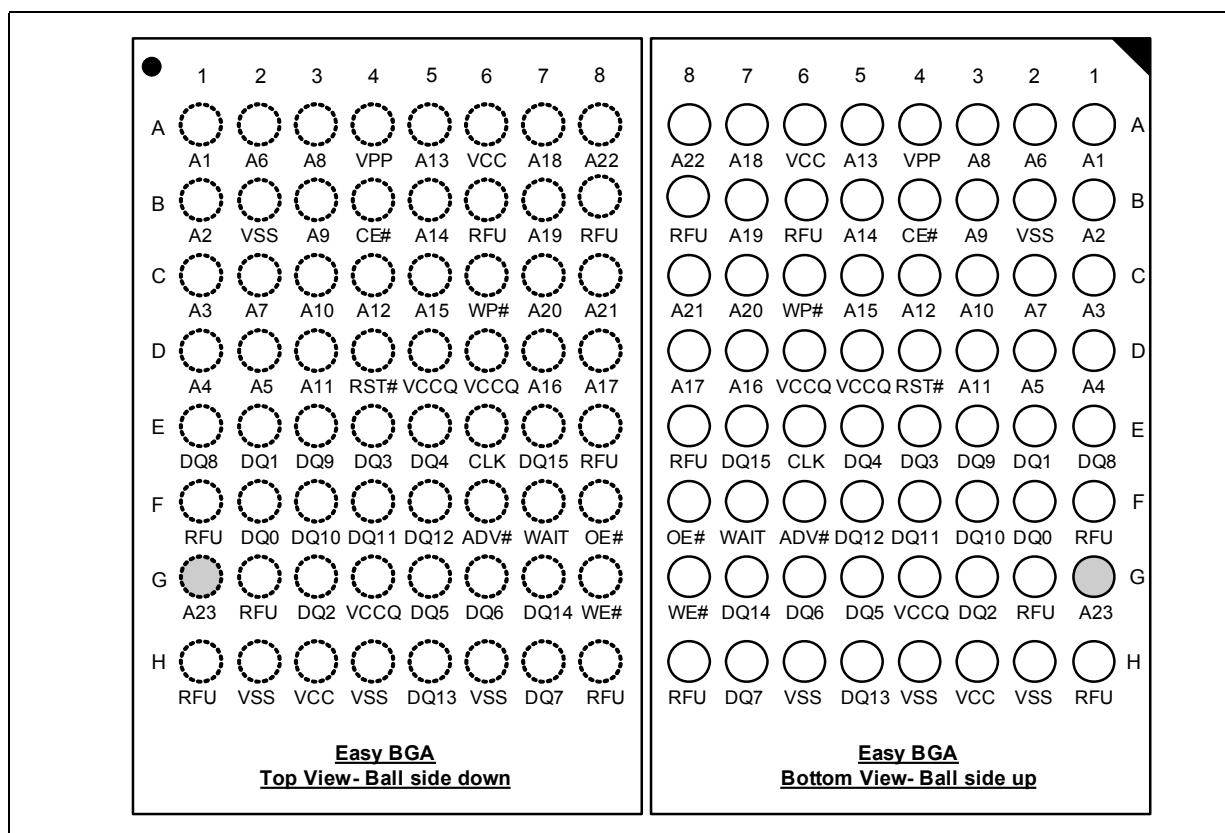 1 2 3 4 5 6 7 8
A
A1 A6 A8 VPP A13 VCC A18 A22
B
A2 VSS A9 CE# A14 RFU A19 RFU
C
A3 A7 A10 A12 A15 WP# A20 A21
D
A4 A5 A11 RST# VCCQ VCCQ A16 A17
E
DQ8 DQ1 DQ9 DQ3 DQ4 CLK DQ15 RFU
F
RFU DQ0 DQ10 DQ11 DQ12 ADV# WAIT OE#
G
A23 RFU DQ2 VCCQ DQ5 DQ6 DQ14 WE#
H
RFU VSS VCC VSS DQ13 VSS DQ7 RFU
Easy BGA
Top View- Ball side down
8 7 6 5 4 3 2 1
A
A22 A18 VCC A13 VPP A8 A6 A1
B
RFU A19 RFU A14 CE# A9 VSS A2
C
A21 A20 WP# A15 A12 A10 A7 A3
D
A17 A16 VCCQ VCCQ RST# A11 A5 A4
E
RFU DQ15 CLK DQ4 DQ3 DQ9 DQ1 DQ8
F
OE# WAIT ADV# DQ12 DQ11 DQ10 DQ0 RFU
G
WE# DQ14 DQ6 DQ5 VCCQ DQ2 RFU A23
H
RFU DQ7 VSS DQ13 VSS VCC VSS RFU
Easy BGA
Bottom View- Ball side up